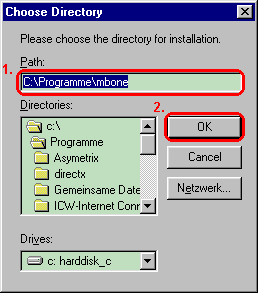 Choose Directory
Please choose the directory for installation.
1.
Path:
C:\Programme\mbone
Directories:
2.
c:\
OK
Programme
Asymetrix
Cancel
directx
Gemeinsame Date
Netzwerk...
ICW-Internet Conn
Drives:
c: harddisk_c